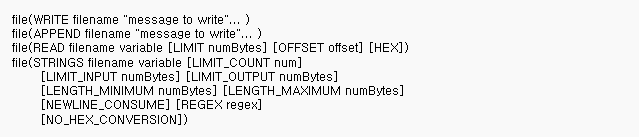 file(WRITE filename "message to write"... )
file(APPEND filename "message to write"... )
file(READ filename variable [LIMIT numBytes] [OFFSET offset] [HEX])
file(STRINGS filename variable [LIMIT_COUNT num]
[LIMIT_INPUT numBytes] [LIMIT_OUTPUT numBytes]
[LENGTH_MINIMUM numBytes] [LENGTH_MAXIMUM numBytes]
[NEWLINE_CONSUME] [REGEX regex]
[NO_HEX_CONVERSION])